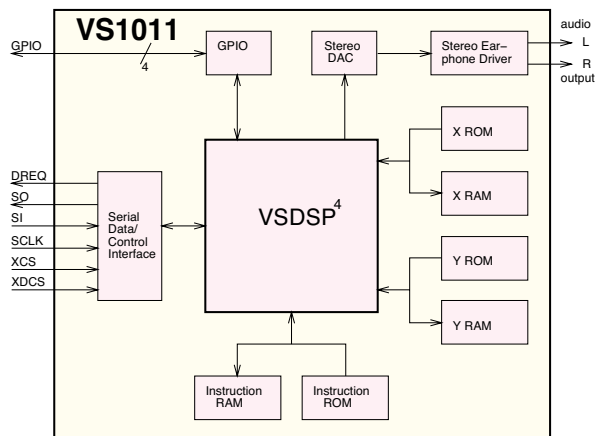 VS1011
audio
GPIO
4
GPIO
Stereo
DAC
Stereo Ear-
phone Driver
L
R
output
X ROM
X RAM
DREQ
SO
SI
SCLK
XCS
XDCS
Serial
Data/
Control
Interface
VSDSP4
Y ROM
Y RAM
Instruction
RAM
Instruction
ROM